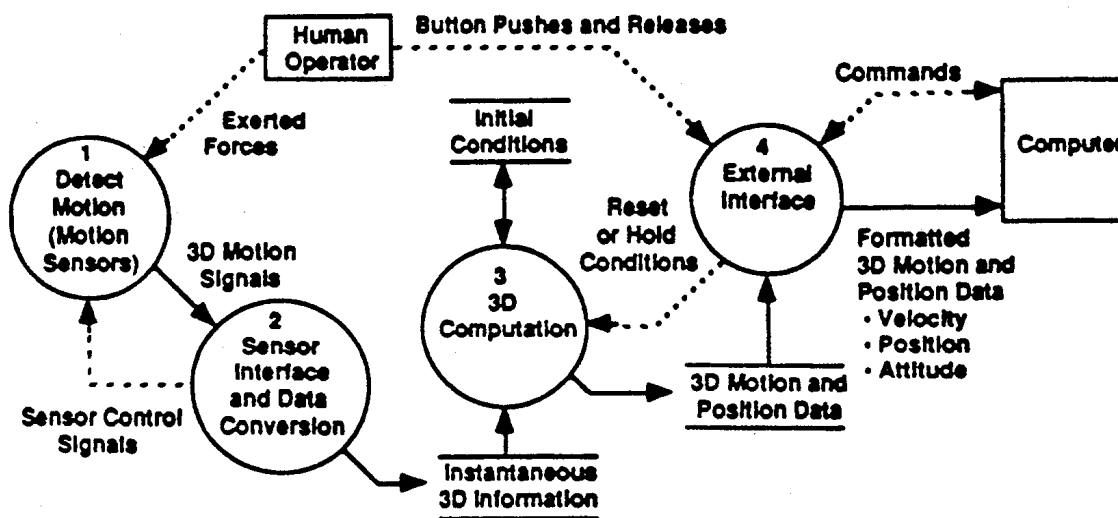 Human
Operator
Button Pushes and Releases
Commands
Exerted
Forces
Initial
Conditions
1
Detect
Motion
(Motion
Sensors)
4
External
Interface
Computer
Reset
or Hold
Conditions
3D Motion
Signals
3
3D
Computation
Formatted
3D Motion and
Position Data
• Velocity
• Position
• Attitude
2
Sensor
Interface
and Data
Conversion
3D Motion and
Position Data
Sensor Control
Signals
Instantaneous
3D Information